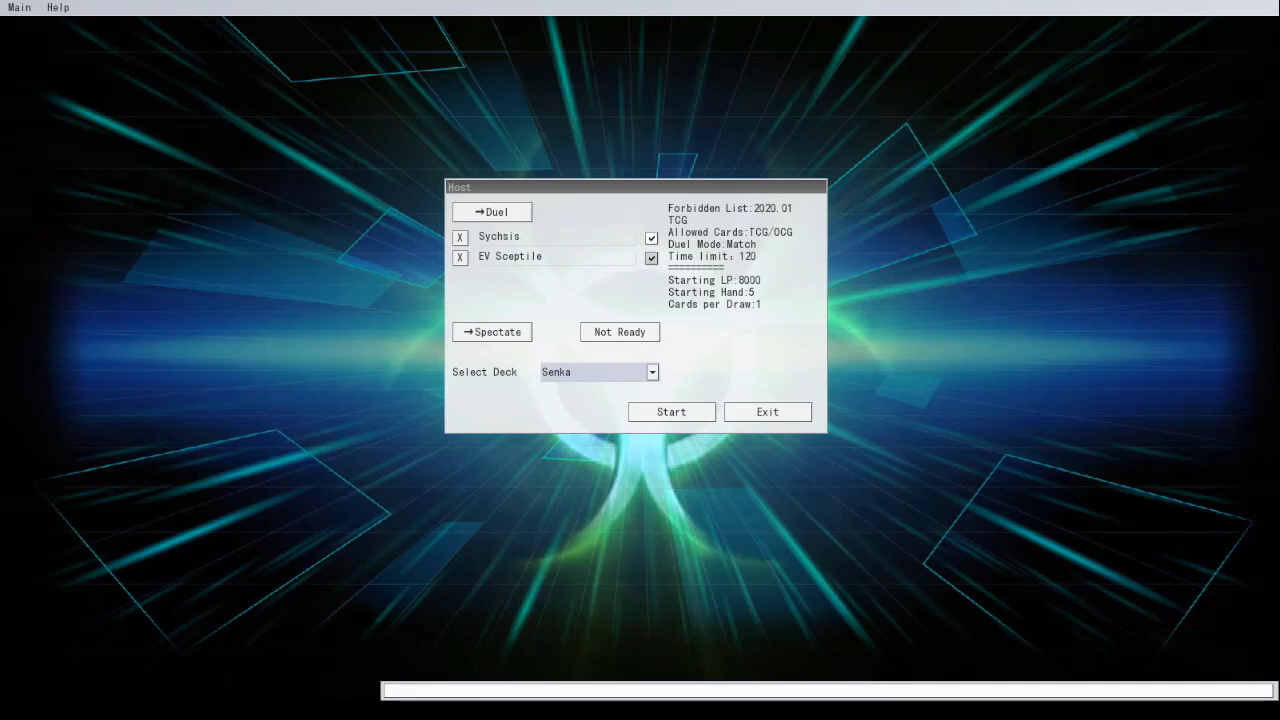 Main Help
Host
→Duel
X Sychsis
X EV Sceptile
Forbidden List:2020.01
TCG
Allowed Cards:TCG/OCG
Duel Mode:Match
Time limit: 120
==========
Starting LP:8000
Starting Hand:5
Cards per Draw:1
→Spectate Not Ready
Select Deck Senka
Start Exit